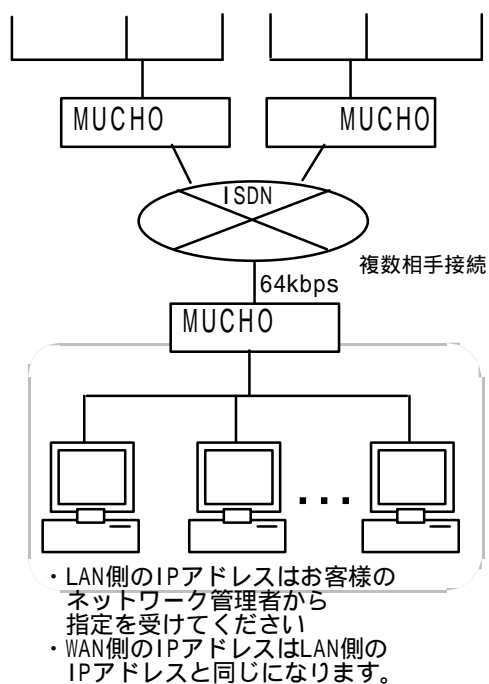 MUCHO MUCHO
ISDN
複数相手接続
64kbps
MUCHO
・LAN側のIPアドレスはお客様の
ネットワーク管理者から
指定を受けてください
・WAN側のIPアドレスはLAN側の
IPアドレスと同じになります。